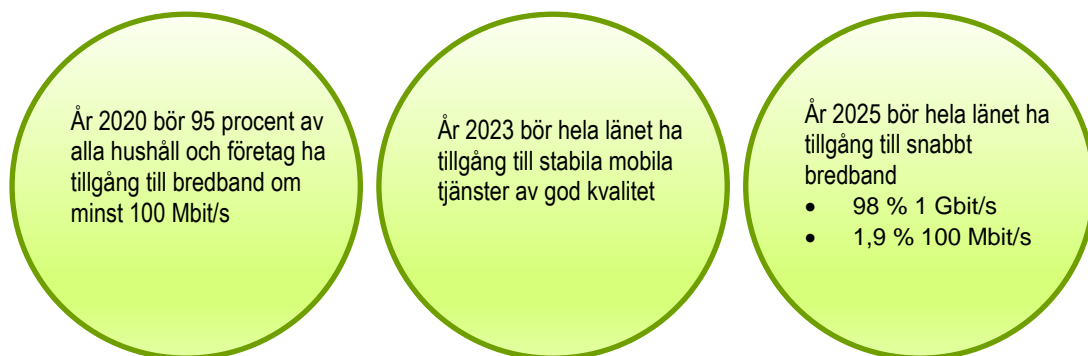 År 2020 bör 95 procent av
alla hushåll och företag ha
tillgång till bredband om
minst 100 Mbit/s
År 2023 bör hela länet ha
tillgång till stabila mobila
tjänster av god kvalitet
År 2025 bör hela länet ha
tillgång till snabbt
bredband
• 98 % 1 Gbit/s
• 1,9 % 100 Mbit/s